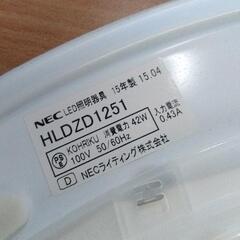 NEC LED照明器具 15年製 15.04
HLDZD1251
PS E KOHRIKU 消費電力 42W 入力電流
100V 50/60Hz 0.43A
D NECライティング株式会社